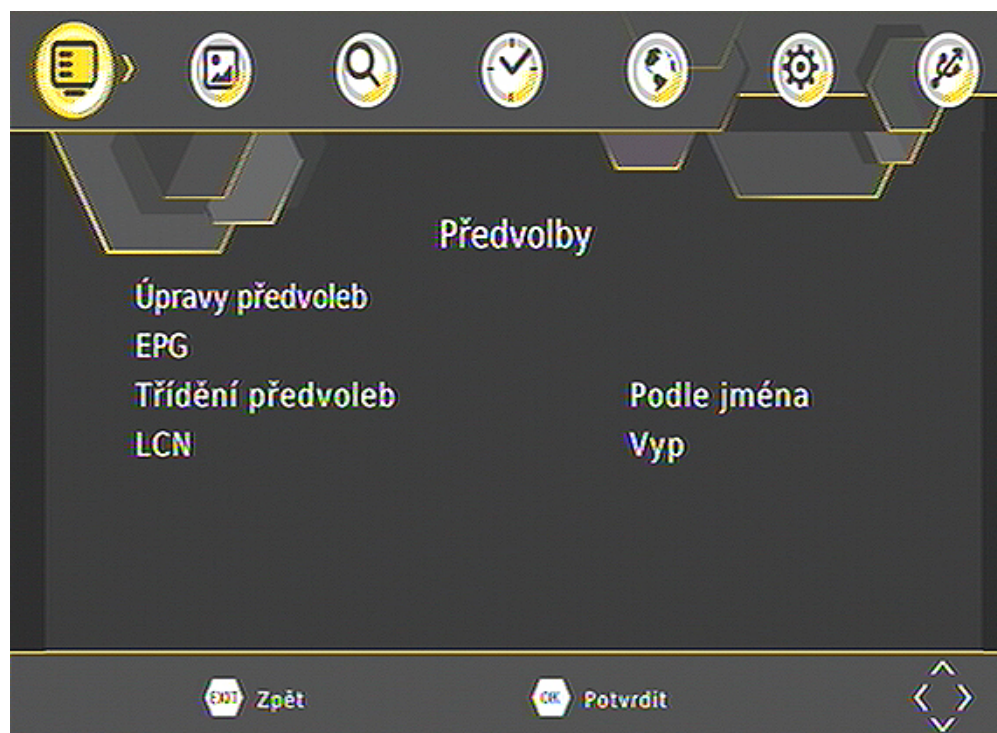 Předvolby
Úpravy předvoleb
EPG
Třídění předvoleb Podle jména
LCN Vyp
EXIT Zpět OK Potvrdit